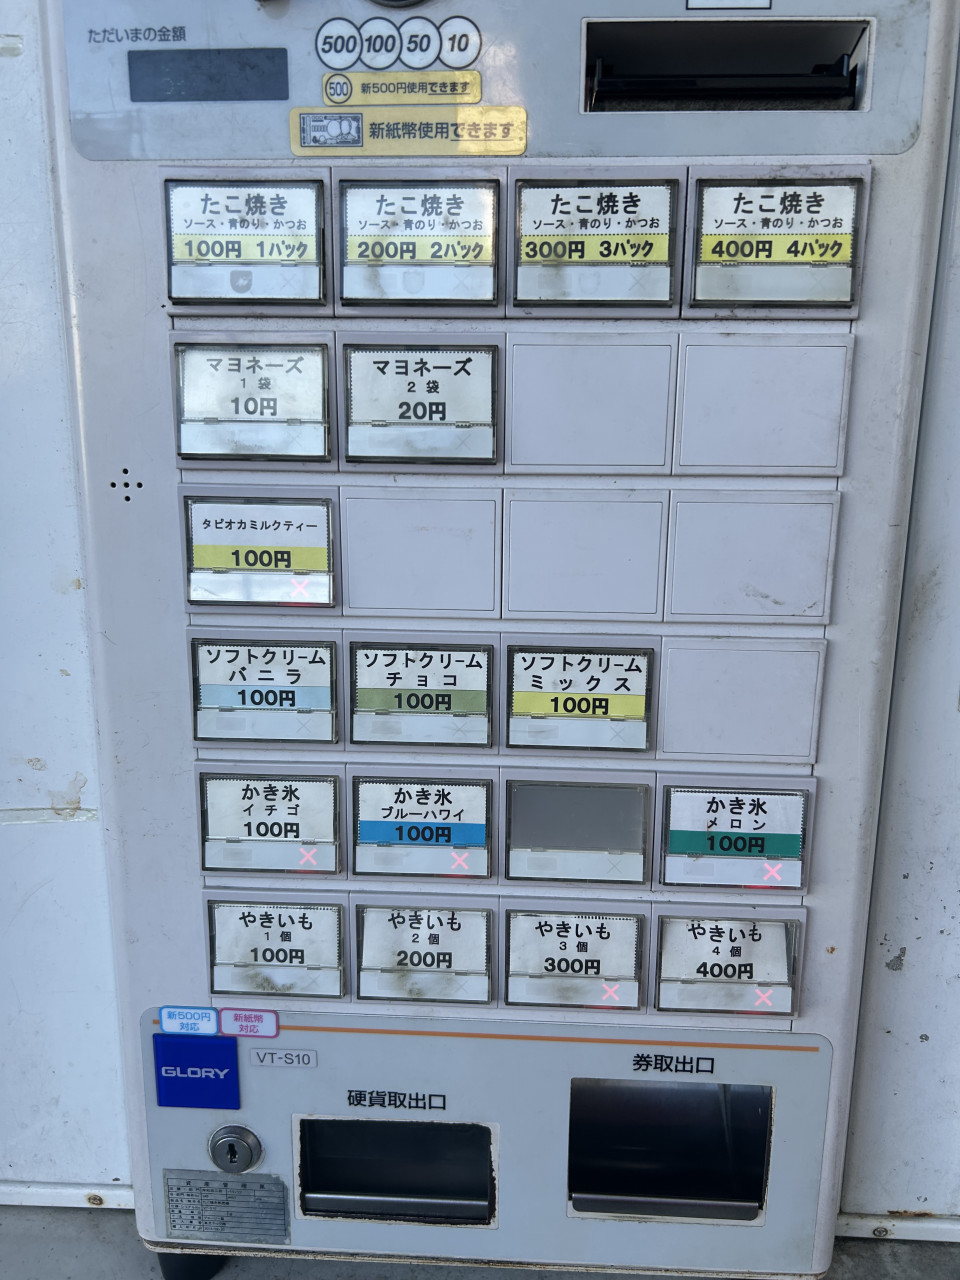 ただいまの金額
500 100 50 10
500 新500円使用できます
新紙幣使用できます
たこ焼き
ソース・青のり・かつお
100円 1パック
たこ焼き
ソース・青のり・かつお
200円 2パック
たこ焼き
ソース・青のり・かつお
300円 3パック
たこ焼き
ソース・青のり・かつお
400円 4パック
マヨネーズ
1袋
10円
マヨネーズ
2袋
20円
タピオカミルクティー
100円
ソフトクリーム
バニラ
100円
ソフトクリーム
チョコ
100円
ソフトクリーム
ミックス
100円
かき氷
イチゴ
100円
かき氷
ブルーハワイ
100円
かき氷
メロン
100円
やきいも
1個
100円
やきいも
2個
200円
やきいも
3個
300円
やきいも
4個
400円
新500円
対応
新紙幣
対応
GLORY
VT-S10
硬貨取出口
券取出口